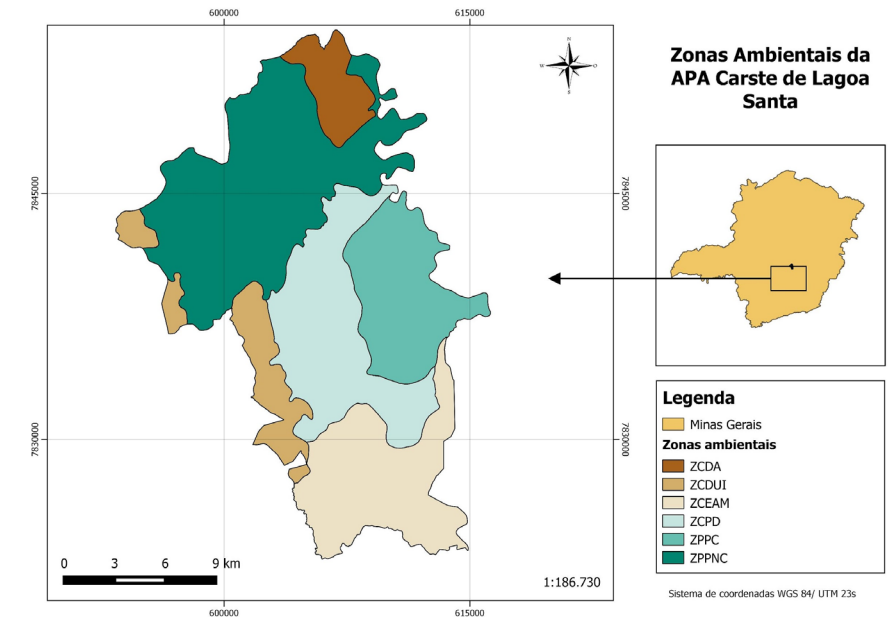 600000
615000
Zonas Ambientais da
APA Carste de Lagoa
Santa
N
W
O
S
7845000
7845000
Legenda
Minas Gerais
Zonas ambientais
ZCDA
ZCDUI
ZCEAM
ZCPD
ZPPC
ZPPNC
7830000
7830000
0 3 6 9 km
1:186.730
Sistema de coordenadas WGS 84/ UTM 23s
600000
615000